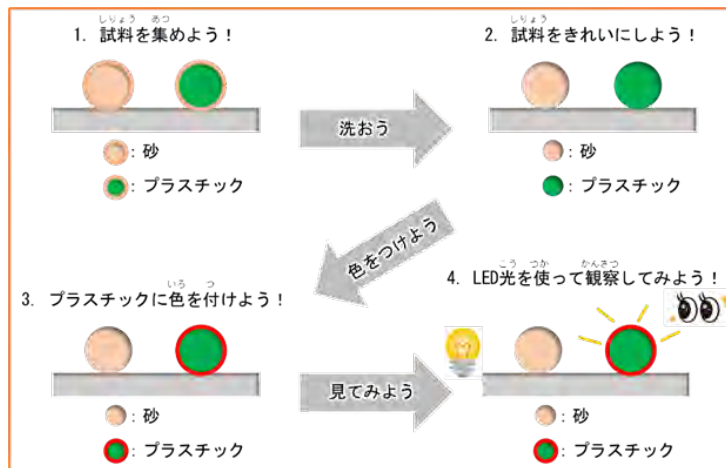 しりょう あつ
1. 試料を集めよう!
: 砂
: プラスチック
洗おう
しりょう
2. 試料をきれいにしよう!
: 砂
: プラスチック
色をつけよう
いろ つ
3. プラスチックに色を付けよう!
: 砂
: プラスチック
見てみよう
こう つか かんさつ
4. LED光を使って観察してみよう!
: 砂
: プラスチック